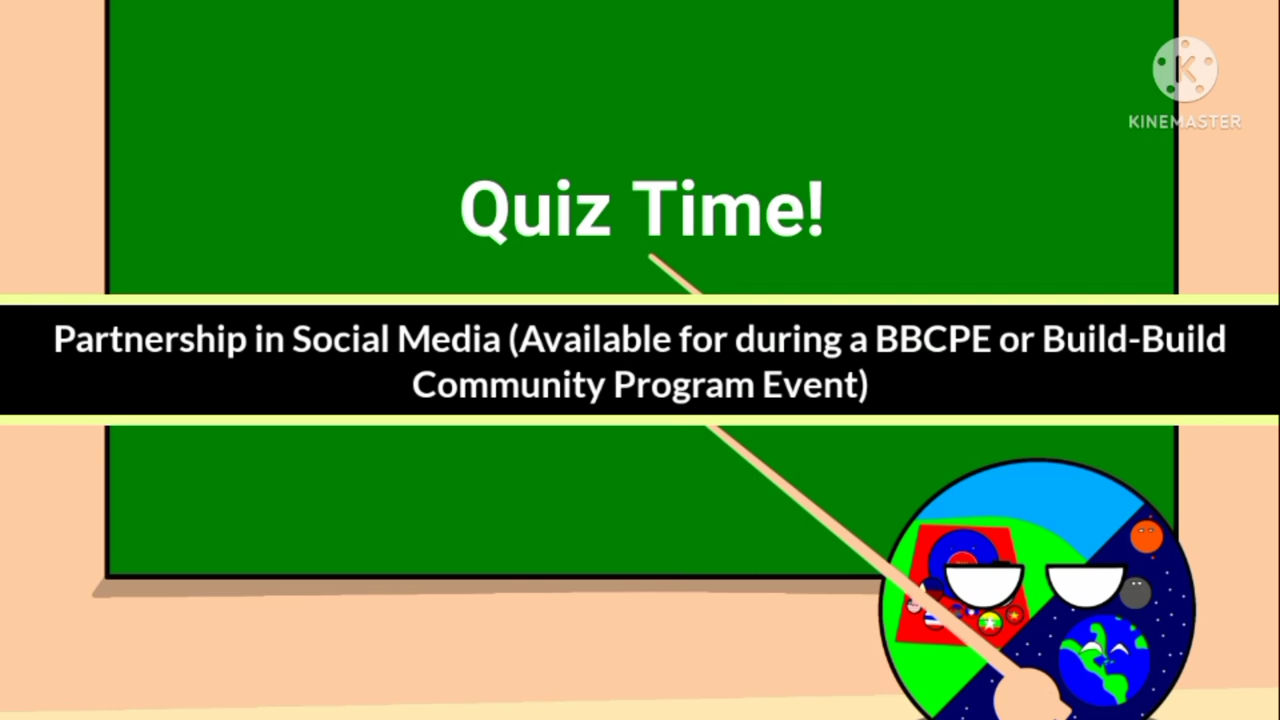 KINEMASTER
Quiz Time!
Partnership in Social Media (Available for during a BBCPE or Build-Build
Community Program Event)